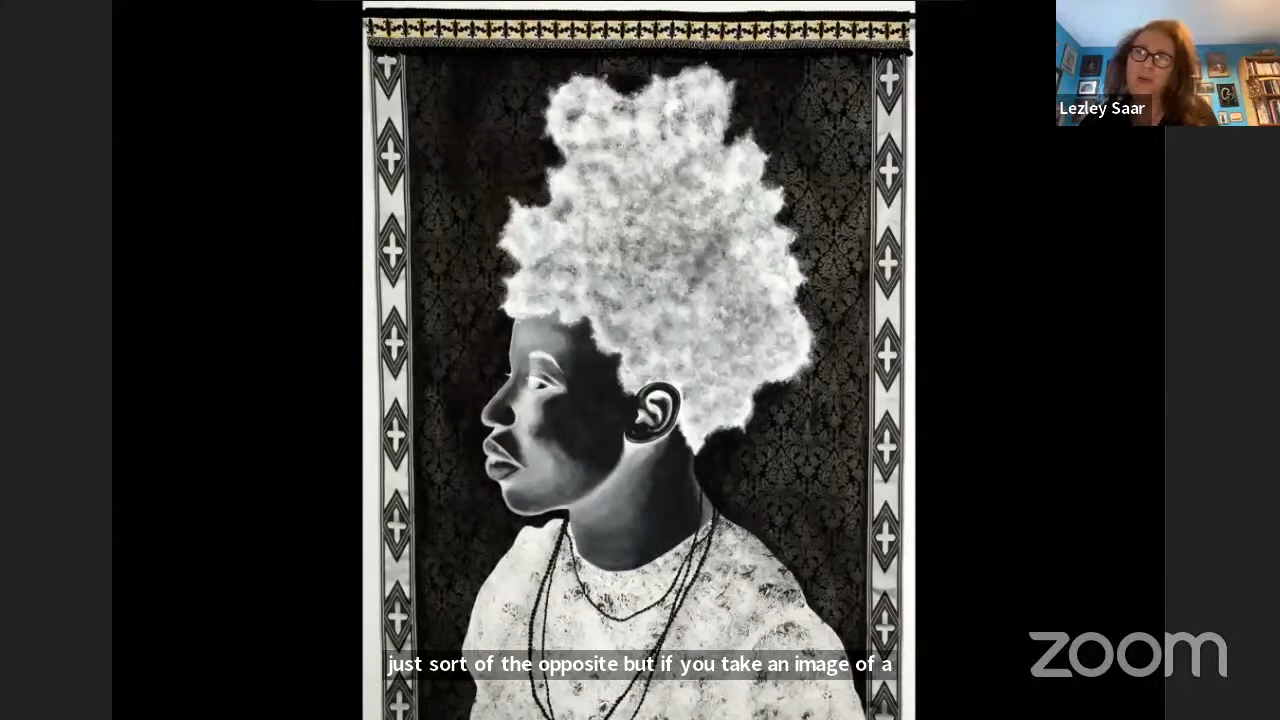 Lezley Saar
just sort of the opposite but if you take an image of a
zoom